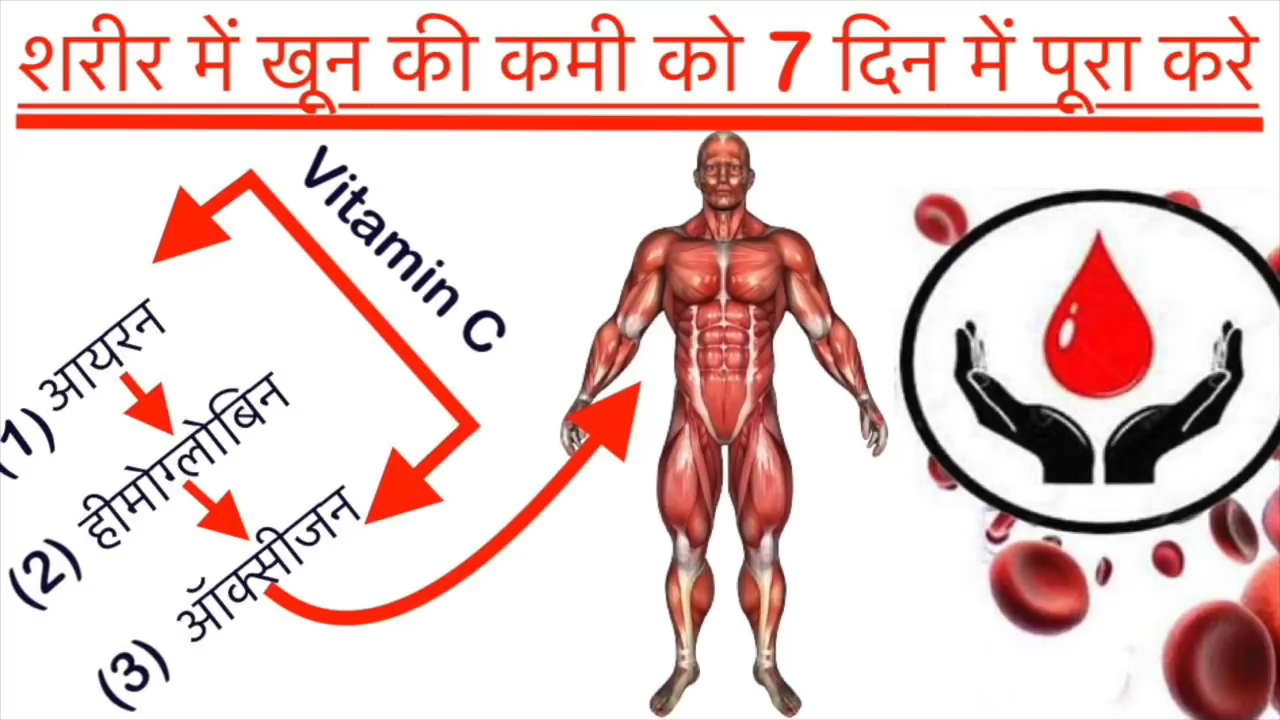 शरीर में खून की कमी को 7 दिन में पूरा करे
Vitamin C
(1) आयरन
(2) हीमोग्लोबिन
(3) ऑक्सीजन